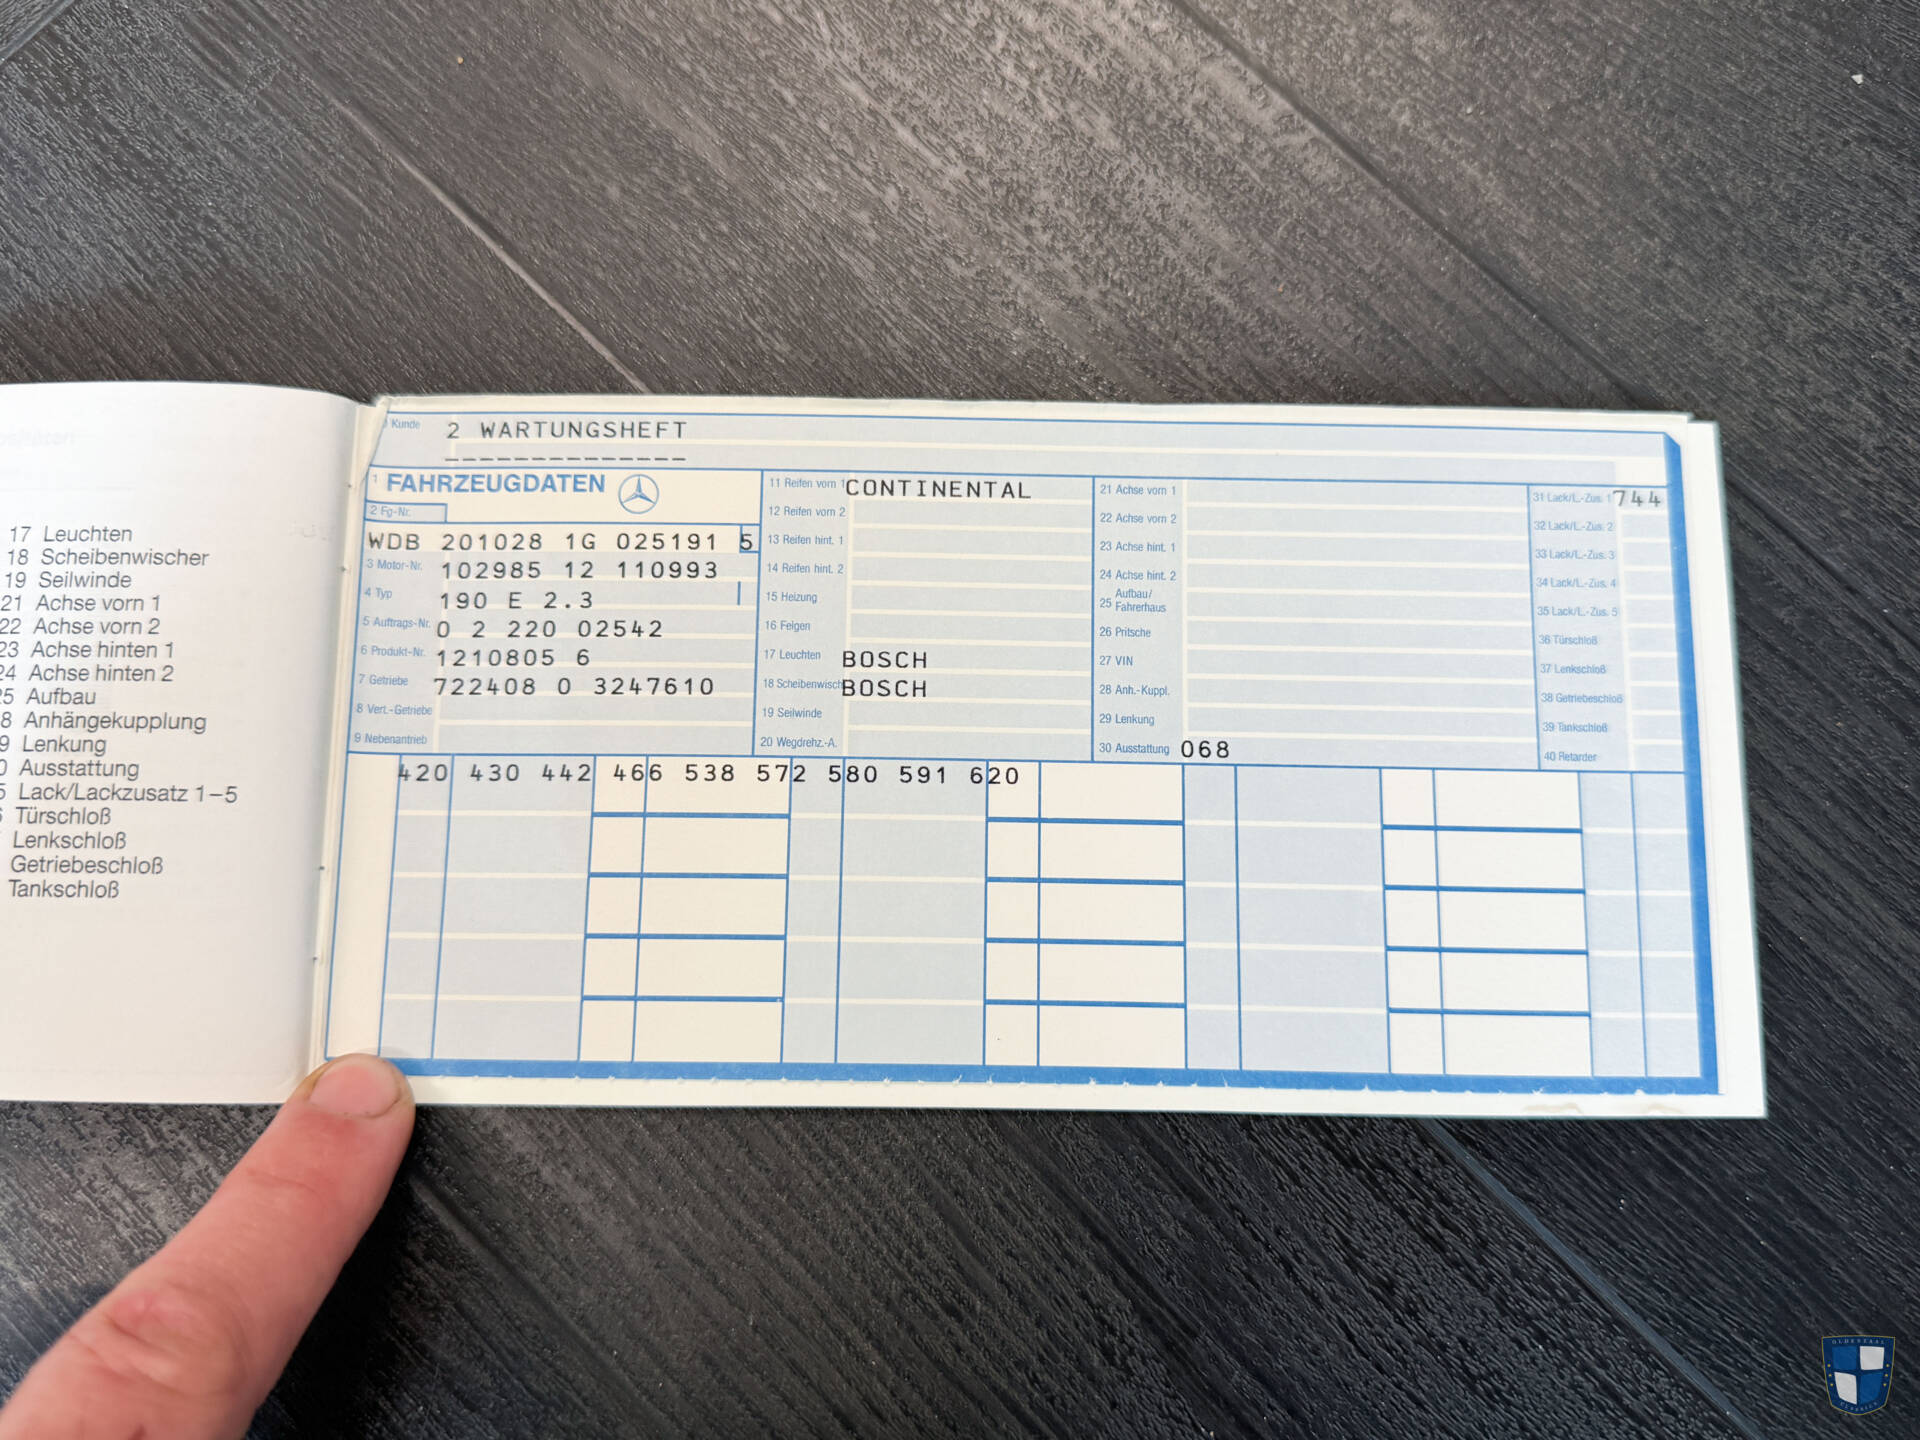 17 Leuchten
18 Scheibenwischer
19 Seilwinde
21 Achse vorn 1
22 Achse vorn 2
23 Achse hinten 1
24 Achse hinten 2
25 Aufbau
8 Anhängekupplung
9 Lenkung
0 Ausstattung
5 Lack/Lackzusatz 1–5
Türschloß
Lenkschloß
Getriebeschloß
Tankschloß
Kunde 2 WARTUNGSHEFT
1 FAHRZEUGDATEN
2 Fg-Nr.
WDB 201028 1G 025191 5
3 Motor-Nr. 102985 12 110993
4 Typ 190 E 2.3
5 Auftrags-Nr. 0 2 220 02542
6 Produkt-Nr. 1210805 6
7 Getriebe 722408 0 3247610
8 Vert.-Getriebe
9 Nebenantrieb
11 Reifen vorn 1 CONTINENTAL
12 Reifen vorn 2
13 Reifen hint. 1
14 Reifen hint. 2
15 Heizung
16 Felgen
17 Leuchten BOSCH
18 Scheibenwisch BOSCH
19 Seilwinde
20 Wegdrehz.-A.
21 Achse vorn 1
22 Achse vorn 2
23 Achse hint. 1
24 Achse hint. 2
25 Aufbau/
Fahrerhaus
26 Pritsche
27 VIN
28 Anh.-Kuppl.
29 Lenkung
30 Ausstattung 068
31 Lack/L.-Zus. 1 744
32 Lack/L.-Zus. 2
33 Lack/L.-Zus. 3
34 Lack/L.-Zus. 4
35 Lack/L.-Zus. 5
36 Türschloß
37 Lenkschloß
38 Getriebeschloß
39 Tankschloß
40 Retarder
420 430 442 466 538 572 580 591 620
OLDENZAAL
CLASSICS